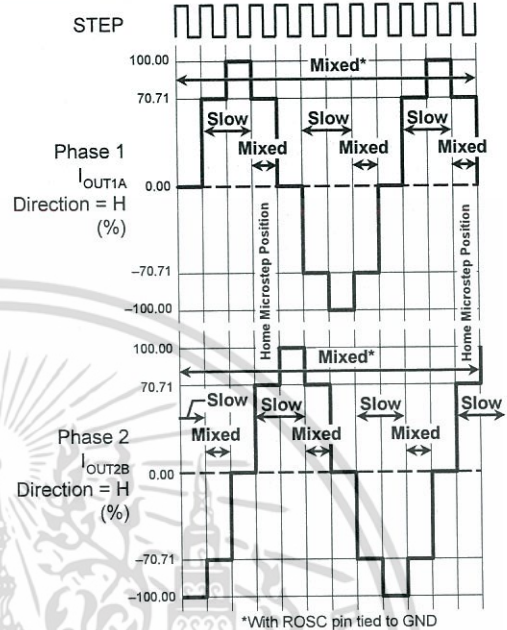 STEP
100.00
Mixed*
70.71
Slow
Slow
Slow
Mixed
Mixed
Mixed
Phase 1
IOUT1A
Direction = H
(%)
0.00
Home Microstep Position
Home Microstep Position
–70.71
–100.00
100.00
Mixed*
70.71
Slow
Slow
Slow
Slow
Mixed
Mixed
Mixed
Phase 2
IOUT2B
Direction = H
(%)
0.00
–70.71
–100.00
*With ROSC pin tied to GND